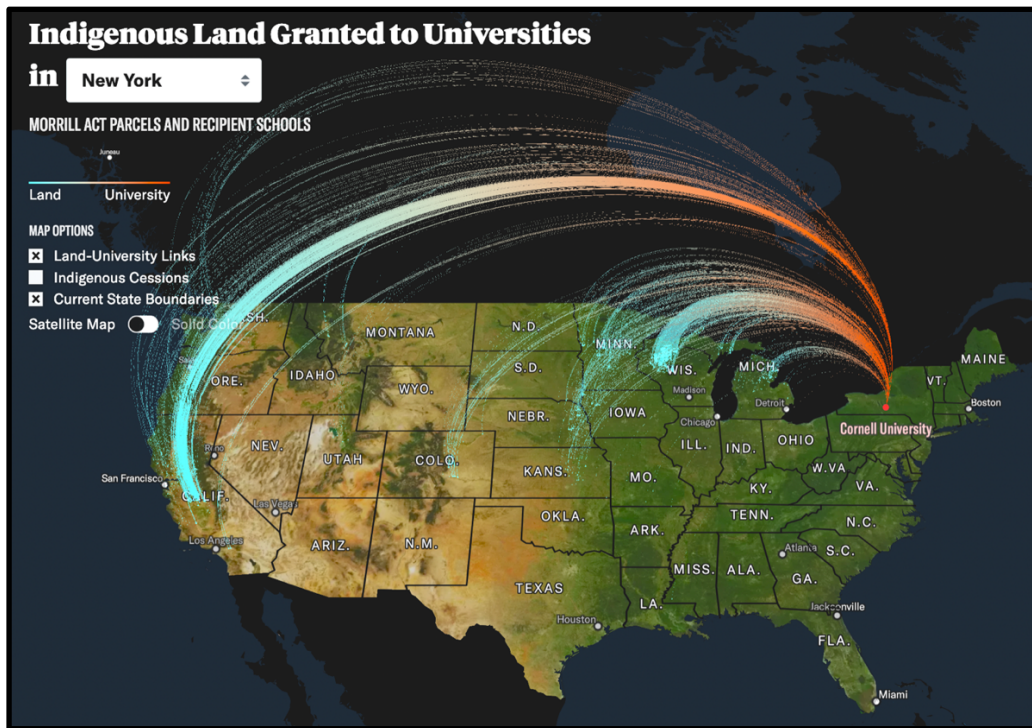 Indigenous Land Granted to Universities
in New York
MORRILL ACT PARCELS AND RECIPIENT SCHOOLS
Juneau
Land University
MAP OPTIONS
Land-University Links
Indigenous Cessions
Current State Boundaries
Satellite Map Solid Color
SH.
MONTANA
N.D.
MINN.
MAINE
ORE.
IDAHO
S.D.
WIS.
MICH.
VT.
WYO.
Madison
Detroit
Boston
NEBR.
IOWA
Chicago
Cornell University
NEV.
Reno
UTAH
COLO.
ILL.
IND.
OHIO
San Francisco
CALIF.
KANS.
MO.
W.VA
VA.
Las Vegas
KY.
Los Angeles
ARIZ.
N.M.
OKLA.
ARK.
TENN.
N.C.
Atlanta
S.C.
TEXAS
MISS.
ALA.
GA.
LA.
Jacksonville
Houston
FLA.
Miami